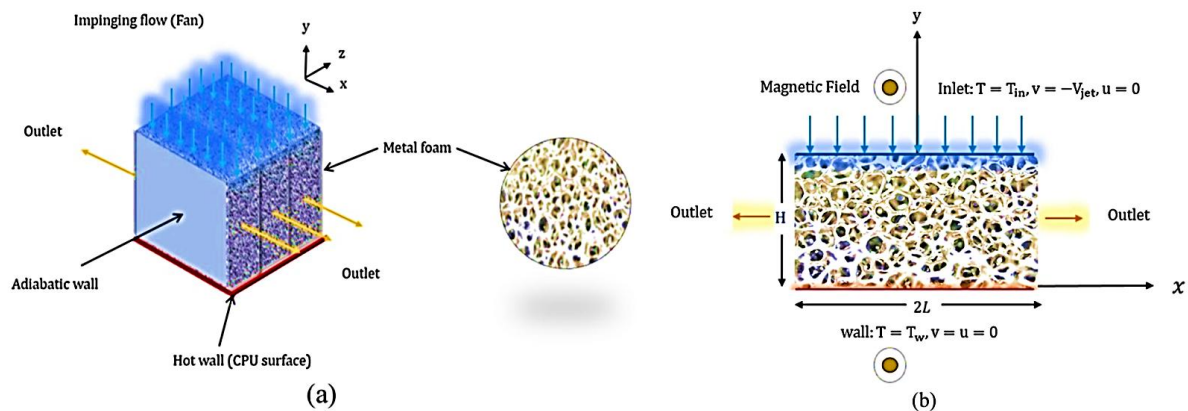 Impinging flow (Fan)
y
z
x
Outlet
Metal foam
Adiabatic wall
Outlet
Hot wall (CPU surface)
(a)
y
Magnetic Field
Inlet: T = T_in, v = −V_jet, u = 0
Outlet
H
Outlet
x
2L
wall: T = T_w, v = u = 0
(b)